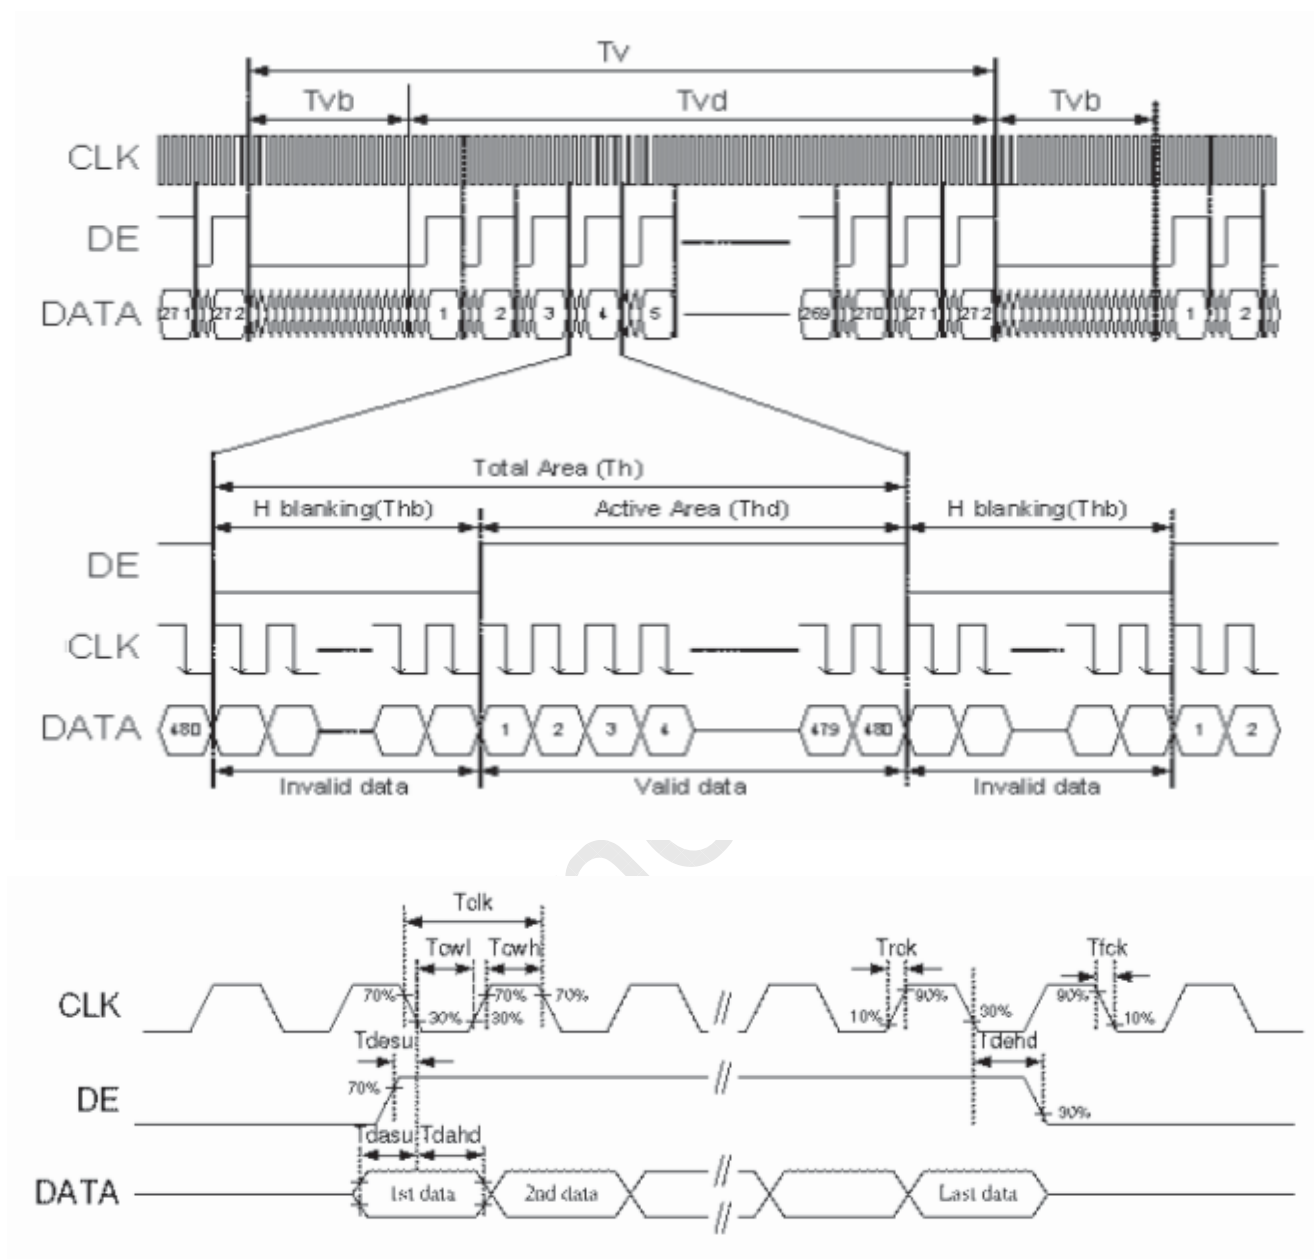 Tv
Tvb Tvd Tvb
CLK
DE
DATA 271 272 1 2 3 4 5 269 270 271 272 1 2
Total Area (Th)
H blanking(Thb) Active Area (Thd) H blanking(Thb)
DE
CLK
DATA 480 1 2 3 4 479 480 1 2
Invalid data Valid data Invalid data
Tclk
Tcwl Tcwh Trck Tfck
CLK 70% 70% 70% 90% 90%
30% 30% 10% 30% 10%
Tdesu Tdehd
70%
DE 90%
Tdasu Tdahd
DATA 1st data 2nd data Last data